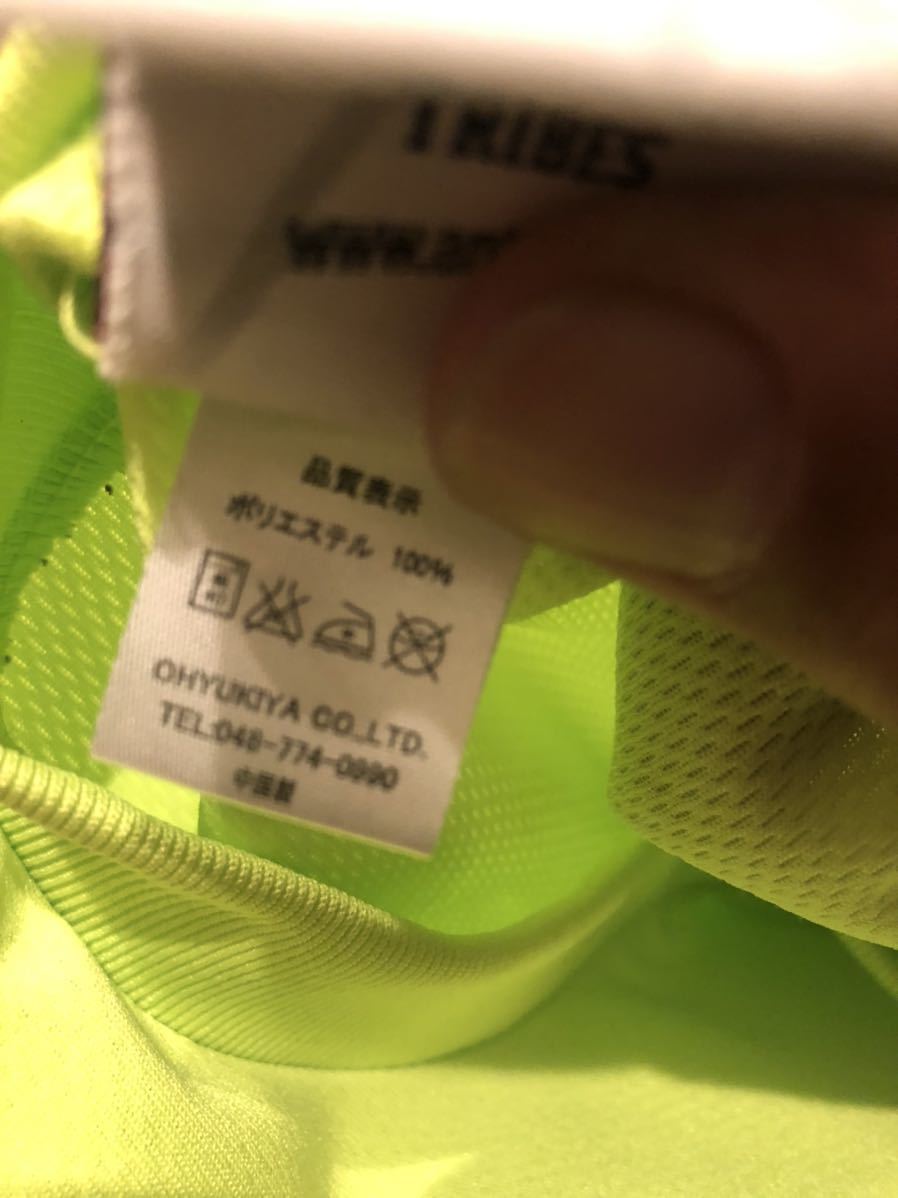 TRIBES
品質表示
ポリエステル 100%
OHYUKIYA CO.,LTD.
TEL:048-774-0990
中国製